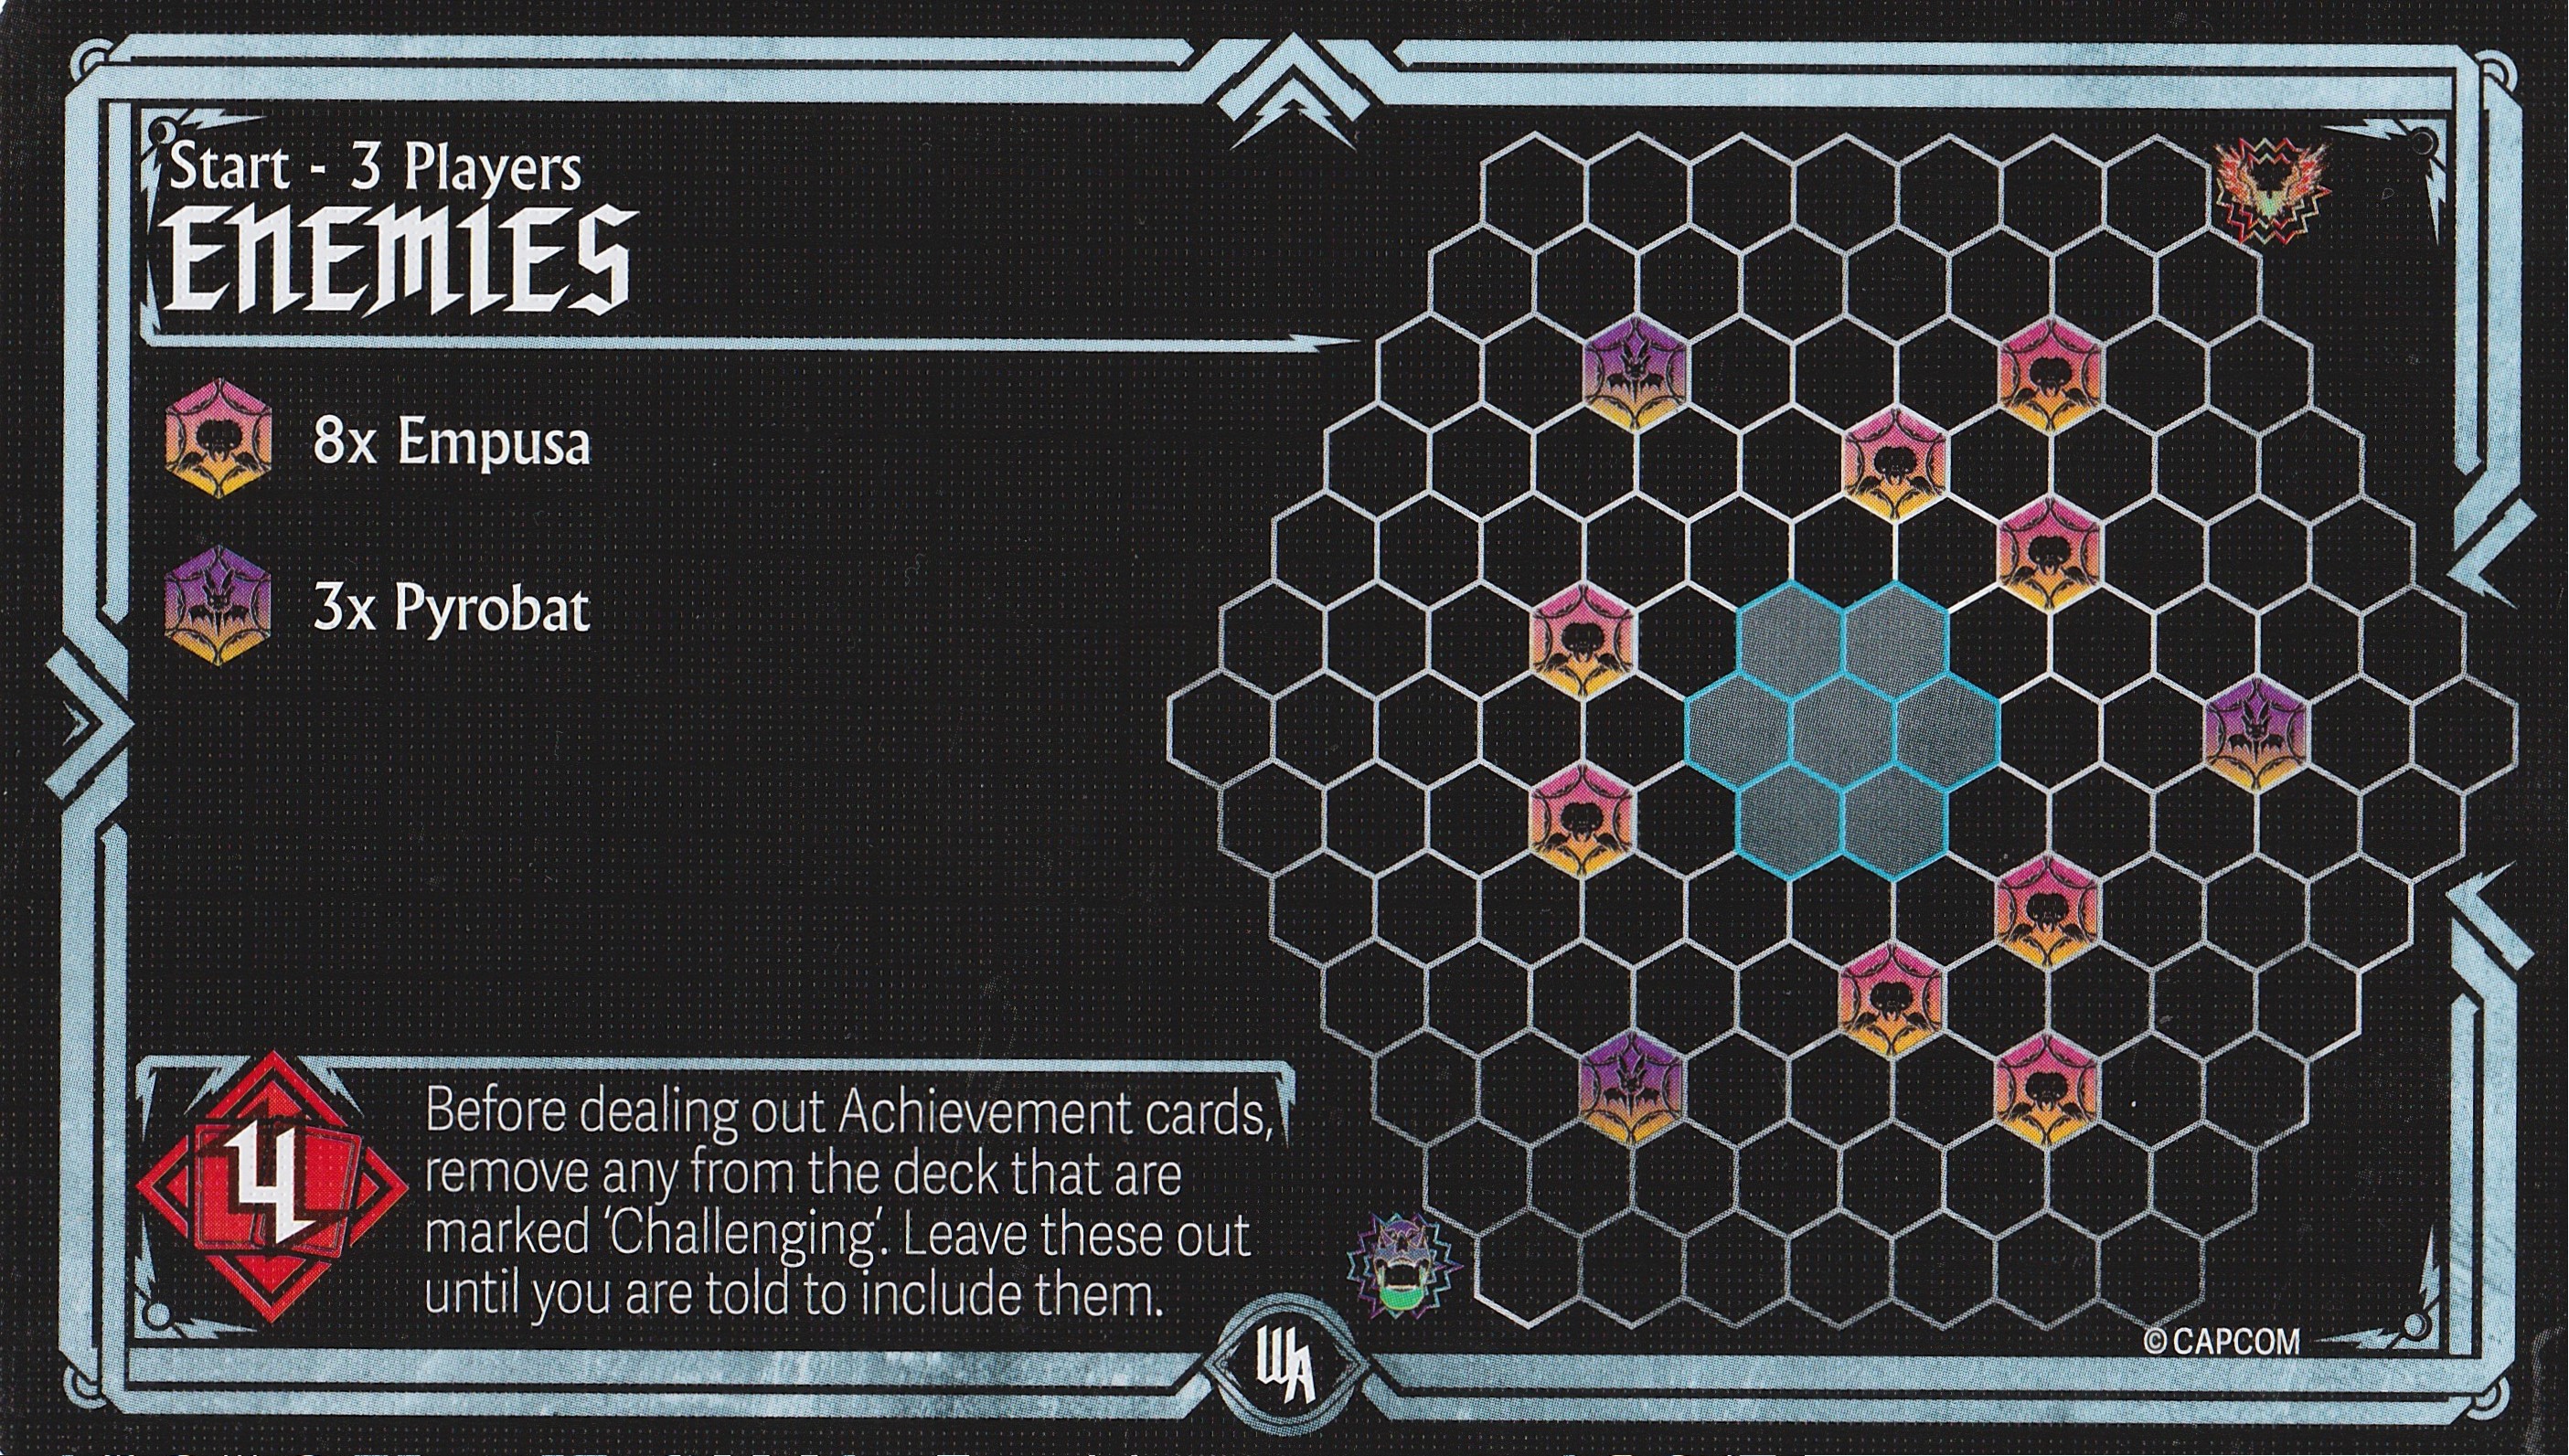 Start - 3 Players
ENEMIES
8x Empusa
3x Pyrobat
4
Before dealing out Achievement cards,
remove any from the deck that are
marked ‘Challenging’. Leave these out
until you are told to include them.
WA
©CAPCOM